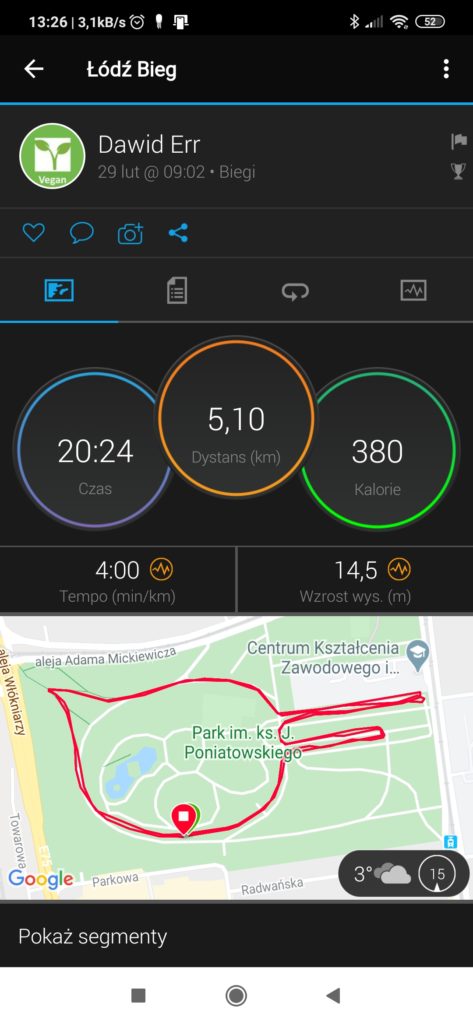 13:26 | 3,1kB/s
52
Łódź Bieg
Dawid Err
29 lut @ 09:02 • Biegi
Vegan
20:24
Czas
5,10
Dystans (km)
380
Kalorie
4:00
Tempo (min/km)
14,5
Wzrost wys. (m)
aleja Adama Mickiewicza
aleja Włókniarzy
Centrum Kształcenia
Zawodowego i...
Park im. ks. J.
Poniatowskiego
Towarowa
E75
Parkowa
Radwańska
Google
3°
15
Pokaż segmenty